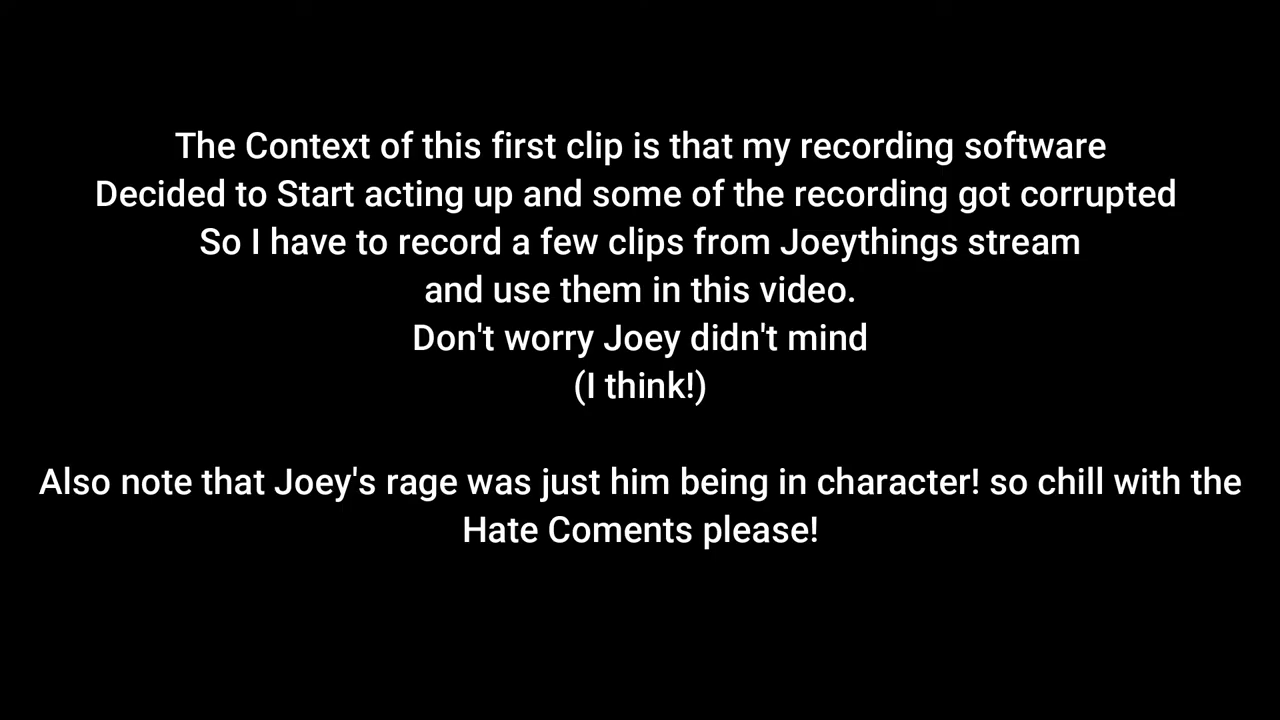 The Context of this first clip is that my recording software
Decided to Start acting up and some of the recording got corrupted
So I have to record a few clips from Joeythings stream
and use them in this video.
Don't worry Joey didn't mind
(I think!)
Also note that Joey's rage was just him being in character! so chill with the
Hate Coments please!